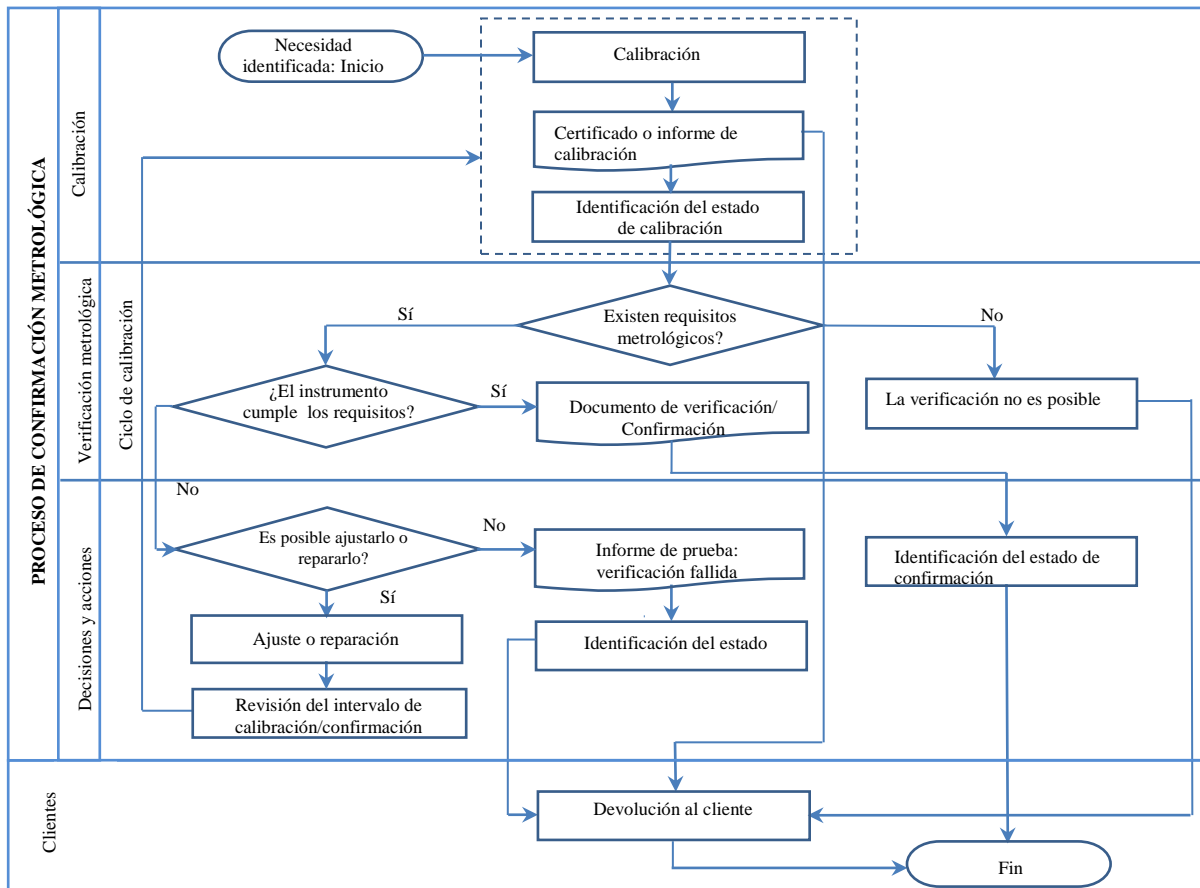 PROCESO DE CONFIRMACIÓN METROLÓGICA
Calibración
Necesidad
identificada: Inicio
Calibración
Certificado o informe de
calibración
Identificación del estado
de calibración
Verificación metrológica
Ciclo de calibración
Existen requisitos
metrológicos?
Sí
No
¿El instrumento
cumple los requisitos?
Sí
Documento de verificación/
Confirmación
La verificación no es posible
No
Decisiones y acciones
Es posible ajustarlo o
repararlo?
No
Informe de prueba:
verificación fallida
Identificación del estado de
confirmación
Sí
Ajuste o reparación
Identificación del estado
Revisión del intervalo de
calibración/confirmación
Clientes
Devolución al cliente
Fin